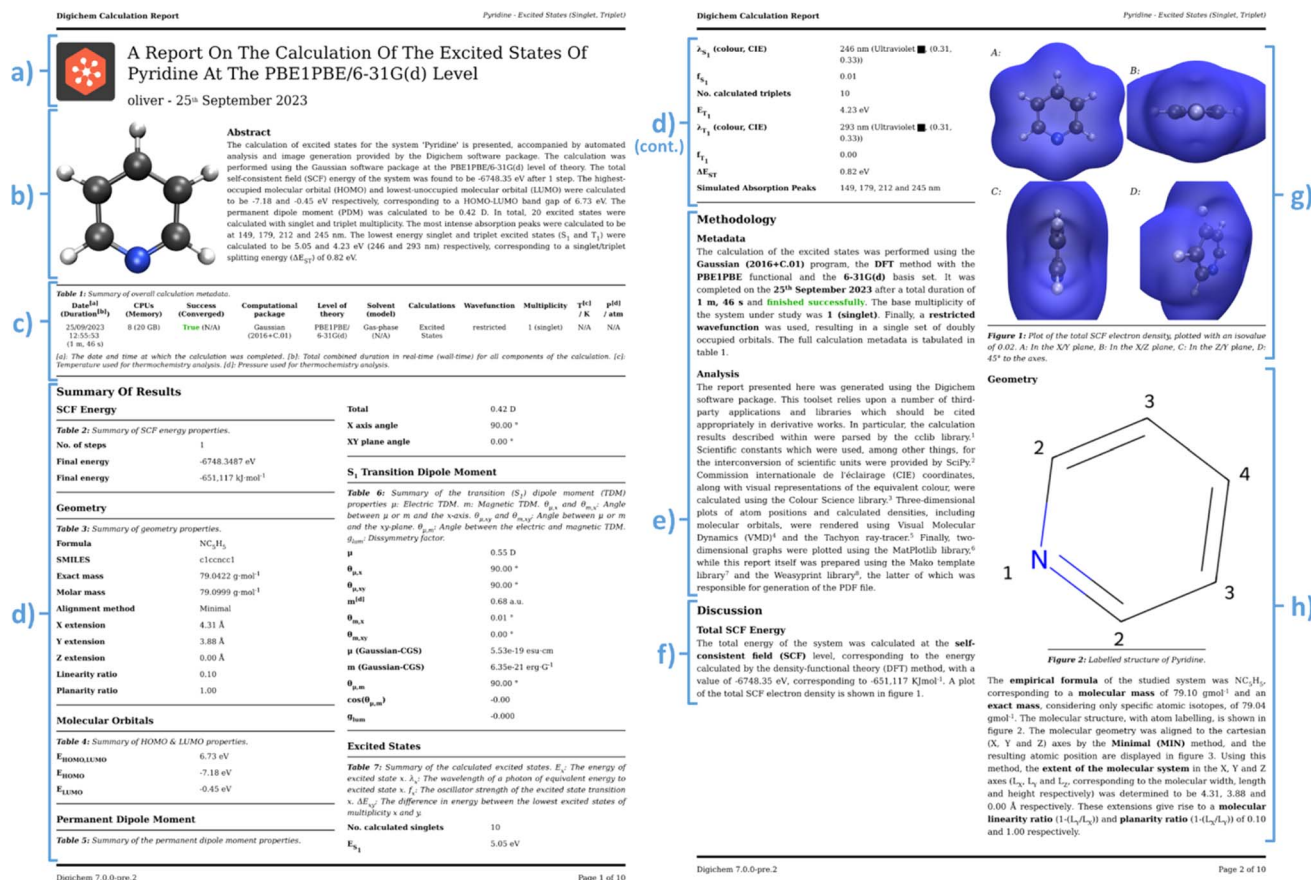 Digichem Calculation Report
Pyridine - Excited States (Singlet, Triplet)
a)
A Report On The Calculation Of The Excited States Of
Pyridine At The PBE1PBE/6-31G(d) Level
oliver - 25th September 2023
b)
Abstract
The calculation of excited states for the system 'Pyridine' is presented, accompanied by automated
analysis and image generation provided by the Digichem software package. The calculation was
performed using the Gaussian software package at the PBE1PBE/6-31G(d) level of theory. The total
self-consistent field (SCF) energy of the system was found to be -6748.35 eV after 1 step. The highest-
occupied molecular orbital (HOMO) and lowest-unoccupied molecular orbital (LUMO) were calculated
to be -7.18 and -0.45 eV respectively, corresponding to a HOMO-LUMO band gap of 6.73 eV. The
permanent dipole moment (PDM) was calculated to be 0.42 D. In total, 20 excited states were
calculated with singlet and triplet multiplicity. The most intense absorption peaks were calculated to be
at 149, 179, 212 and 245 nm. The lowest energy singlet and triplet excited states (S1 and T1) were
calculated to be 5.05 and 4.23 eV (246 and 293 nm) respectively, corresponding to a singlet/triplet
splitting energy (ΔEST) of 0.82 eV.
c)
Table 1: Summary of overall calculation metadata.
Date[a] (Duration[b]) CPUs (Memory) Success (Converged) Computational package Level of theory Solvent (model) Calculations Wavefunction Multiplicity T[c] / K P[d] / atm
25/09/2023 12:55:53 (1 m, 46 s) 8 (20 GB) True (N/A) Gaussian (2016+C.01) PBE1PBE/ 6-31G(d) Gas-phase (N/A) Excited States restricted 1 (singlet) N/A N/A
[a]: The date and time at which the calculation was completed. [b]: Total combined duration in real-time (wall-time) for all components of the calculation. [c]:
Temperature used for thermochemistry analysis. [d]: Pressure used for thermochemistry analysis.
d)
Summary Of Results
SCF Energy
Table 2: Summary of SCF energy properties.
No. of steps 1
Final energy -6748.3487 eV
Final energy -651,117 kJ·mol-1
Geometry
Table 3: Summary of geometry properties.
Formula NC5H5
SMILES c1ccncc1
Exact mass 79.0422 g·mol-1
Molar mass 79.0999 g·mol-1
Alignment method Minimal
X extension 4.31 Å
Y extension 3.88 Å
Z extension 0.00 Å
Linearity ratio 0.10
Planarity ratio 1.00
Molecular Orbitals
Table 4: Summary of HOMO & LUMO properties.
EHOMO,LUMO 6.73 eV
EHOMO -7.18 eV
ELUMO -0.45 eV
Permanent Dipole Moment
Table 5: Summary of the permanent dipole moment properties.
Total 0.42 D
X axis angle 90.00 °
XY plane angle 0.00 °
S1 Transition Dipole Moment
Table 6: Summary of the transition (S1) dipole moment (TDM)
properties μ: Electric TDM. m: Magnetic TDM. θμ,x and θm,x: Angle
between μ or m and the x-axis. θμ,xy and θm,xy: Angle between μ or m
and the xy-plane. θμ,m: Angle between the electric and magnetic TDM.
glum: Dissymmetry factor.
μ 0.55 D
θμ,x 90.00 °
θμ,xy 90.00 °
m[d] 0.68 a.u.
θm,x 0.01 °
θm,xy 0.00 °
μ (Gaussian-CGS) 5.53e-19 esu·cm
m (Gaussian-CGS) 6.35e-21 erg·G-1
θμ,m 90.00 °
cos(θμ,m) -0.00
glum -0.000
Excited States
Table 7: Summary of the calculated excited states. Ex: The energy of
excited state x. λx: The wavelength of a photon of equivalent energy to
excited state x. fx: The oscillator strength of the excited state transition
x. ΔExy: The difference in energy between the lowest excited states of
multiplicity x and y.
No. calculated singlets 10
ES1 5.05 eV
Digichem 7.0.0-pre.2
Page 1 of 10
Digichem Calculation Report
Pyridine - Excited States (Singlet, Triplet)
d)
(cont.)
λS1 (colour, CIE) 246 nm (Ultraviolet ■, (0.31,
0.33))
fS1 0.01
No. calculated triplets 10
ET1 4.23 eV
λT1 (colour, CIE) 293 nm (Ultraviolet ■, (0.31,
0.33))
fT1 0.00
ΔEST 0.82 eV
Simulated Absorption Peaks 149, 179, 212 and 245 nm
e)
Methodology
Metadata
The calculation of the excited states was performed using the
Gaussian (2016+C.01) program, the DFT method with the
PBE1PBE functional and the 6-31G(d) basis set. It was
completed on the 25th September 2023 after a total duration of
1 m, 46 s and finished successfully. The base multiplicity of
the system under study was 1 (singlet). Finally, a restricted
wavefunction was used, resulting in a single set of doubly
occupied orbitals. The full calculation metadata is tabulated in
table 1.
Analysis
The report presented here was generated using the Digichem
software package. This toolset relies upon a number of third-
party applications and libraries which should be cited
appropriately in derivative works. In particular, the calculation
results described within were parsed by the cclib library.1
Scientific constants which were used, among other things, for
the interconversion of scientific units were provided by SciPy.2
Commission internationale de l'éclairage (CIE) coordinates,
along with visual representations of the equivalent colour, were
calculated using the Colour Science library.3 Three-dimensional
plots of atom positions and calculated densities, including
molecular orbitals, were rendered using Visual Molecular
Dynamics (VMD)4 and the Tachyon ray-tracer.5 Finally, two-
dimensional graphs were plotted using the MatPlotlib library,6
while this report itself was prepared using the Mako template
library7 and the Weasyprint library8, the latter of which was
responsible for generation of the PDF file.
f)
Discussion
Total SCF Energy
The total energy of the system was calculated at the self-
consistent field (SCF) level, corresponding to the energy
calculated by the density-functional theory (DFT) method, with a
value of -6748.35 eV, corresponding to -651,117 KJmol-1. A plot
of the total SCF electron density is shown in figure 1.
g)
A:
B:
C:
D:
Figure 1: Plot of the total SCF electron density, plotted with an isovalue
of 0.02. A: In the X/Y plane, B: In the X/Z plane, C: In the Z/Y plane, D:
45° to the axes.
h)
Geometry
3
2
4
N
1
3
2
Figure 2: Labelled structure of Pyridine.
The empirical formula of the studied system was NC5H5,
corresponding to a molecular mass of 79.10 gmol-1 and an
exact mass, considering only specific atomic isotopes, of 79.04
gmol-1. The molecular structure, with atom labelling, is shown in
figure 2. The molecular geometry was aligned to the cartesian
(X, Y and Z) axes by the Minimal (MIN) method, and the
resulting atomic position are displayed in figure 3. Using this
method, the extent of the molecular system in the X, Y and Z
axes (LX, LY and LZ, corresponding to the molecular width, length
and height respectively) was determined to be 4.31, 3.88 and
0.00 Å respectively. These extensions give rise to a molecular
linearity ratio (1-(LY/LX)) and planarity ratio (1-(LZ/LY)) of 0.10
and 1.00 respectively.
Digichem 7.0.0-pre.2
Page 2 of 10